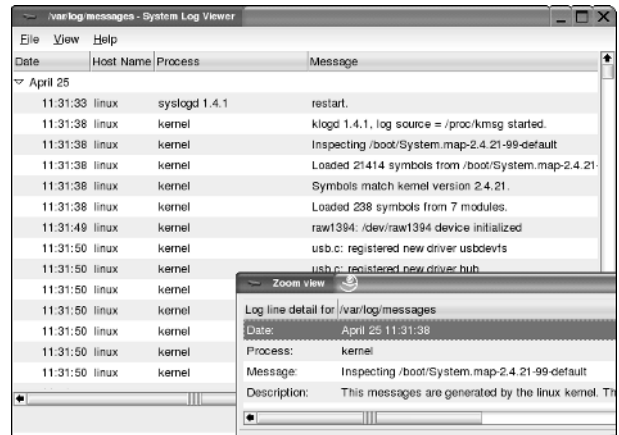 /var/log/messages - System Log Viewer
File View Help
Date Host Name Process Message
April 25
11:31:33 linux syslogd 1.4.1 restart.
11:31:38 linux kernel klogd 1.4.1, log source = /proc/kmsg started.
11:31:38 linux kernel Inspecting /boot/System.map-2.4.21-99-default
11:31:38 linux kernel Loaded 21414 symbols from /boot/System.map-2.4.21-
11:31:38 linux kernel Symbols match kernel version 2.4.21.
11:31:38 linux kernel Loaded 238 symbols from 7 modules.
11:31:49 linux kernel raw1394: /dev/raw1394 device initialized
11:31:50 linux kernel usb.c: registered new driver usbdevfs
11:31:50 linux kernel usb.c: registered new driver hub
11:31:50 linux kernel
11:31:50 linux kernel
11:31:50 linux kernel
11:31:50 linux kernel
Zoom view
Log line detail for /var/log/messages
Date: April 25 11:31:38
Process: kernel
Message: Inspecting /boot/System.map-2.4.21-99-default
Description: This messages are generated by the linux kernel. Th